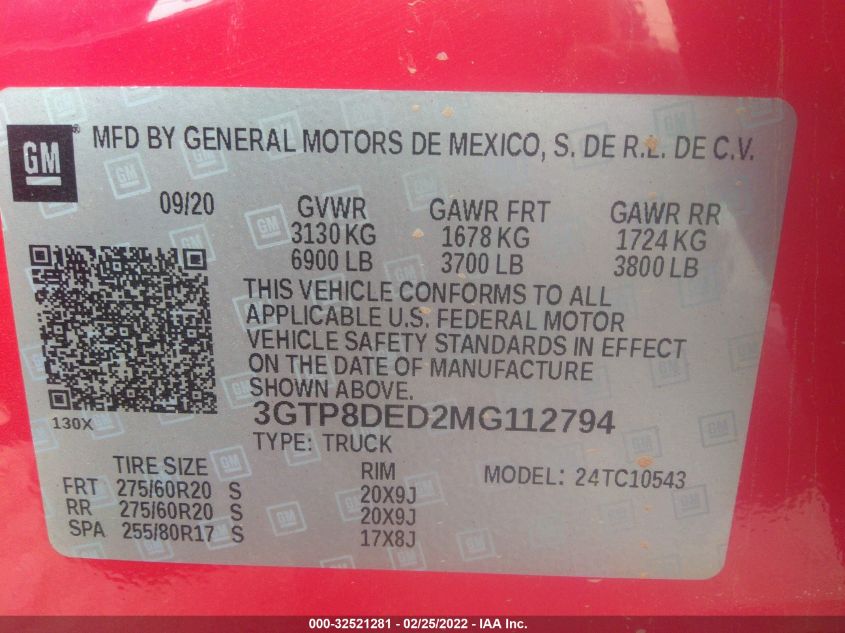 GM ® MFD BY GENERAL MOTORS DE MEXICO, S. DE R.L. DE C.V.
09/20 GVWR GAWR FRT GAWR RR
3130 KG 1678 KG 1724 KG
6900 LB 3700 LB 3800 LB
THIS VEHICLE CONFORMS TO ALL
APPLICABLE U.S. FEDERAL MOTOR
VEHICLE SAFETY STANDARDS IN EFFECT
ON THE DATE OF MANUFACTURE
SHOWN ABOVE.
3GTP8DED2MG112794
130X
TYPE: TRUCK
TIRE SIZE RIM MODEL: 24TC10543
FRT 275/60R20 S 20X9J
RR 275/60R20 S 20X9J
SPA 255/80R17 S 17X8J
000-32521281 - 02/25/2022 - IAA Inc.